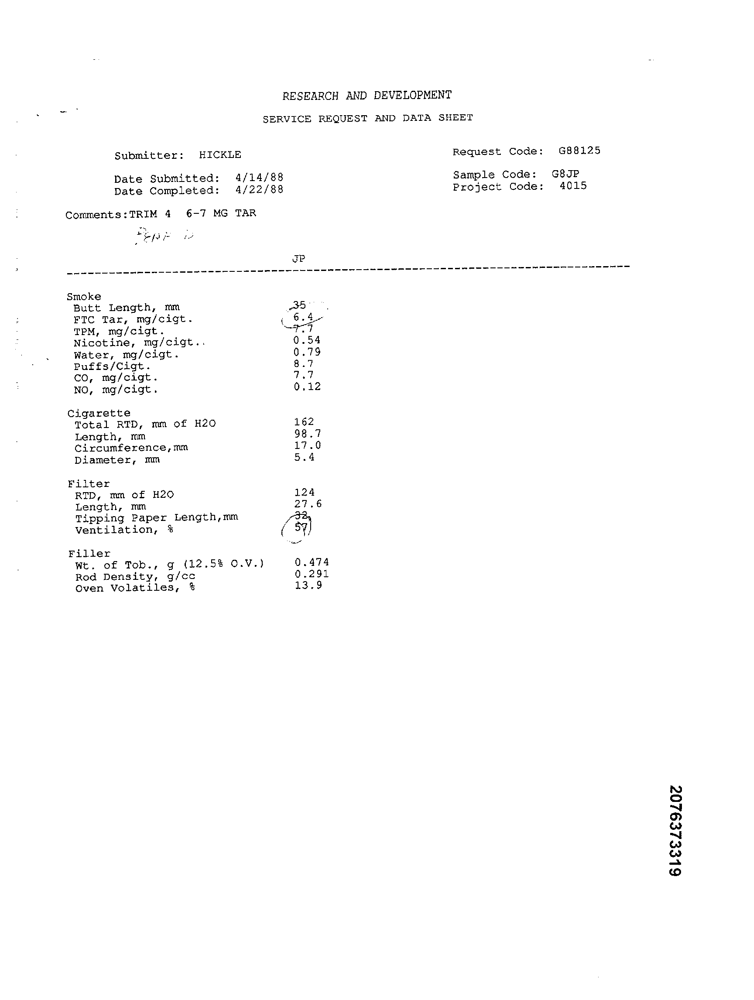 RESEARCH AND DEVELOPMENT
SERVICE REQUEST AND DATA SHEET
Submitter: HICKLE Request Code: G88125
Date Submitted: 4/14/88 Sample Code: G8JP
Date Completed: 4/22/88 Project Code: 4015
Comments:TRIM 4 6-7 MG TAR
JP
Smoke
Butt Length, mm 35
FTC Tar, mg/cigt. 6.4
TPM, mg/cigt. 7.7
Nicotine, mg/cigt. 0.54
Water, mg/cigt. 0.79
Puffs/Cigt. 8.7
CO, mg/cigt. 7.7
NO, mg/cigt. 0.12
Cigarette
Total RTD, mm of H2O 162
Length, mm 98.7
Circumference,mm 17.0
Diameter, mm 5.4
Filter
RTD, mm of H2O 124
Length, mm 27.6
Tipping Paper Length,mm 32
Ventilation, % 57
Filler
Wt. of Tob., g (12.5% O.V.) 0.474
Rod Density, g/cc 0.291
Oven Volatiles, % 13.9
2076373319